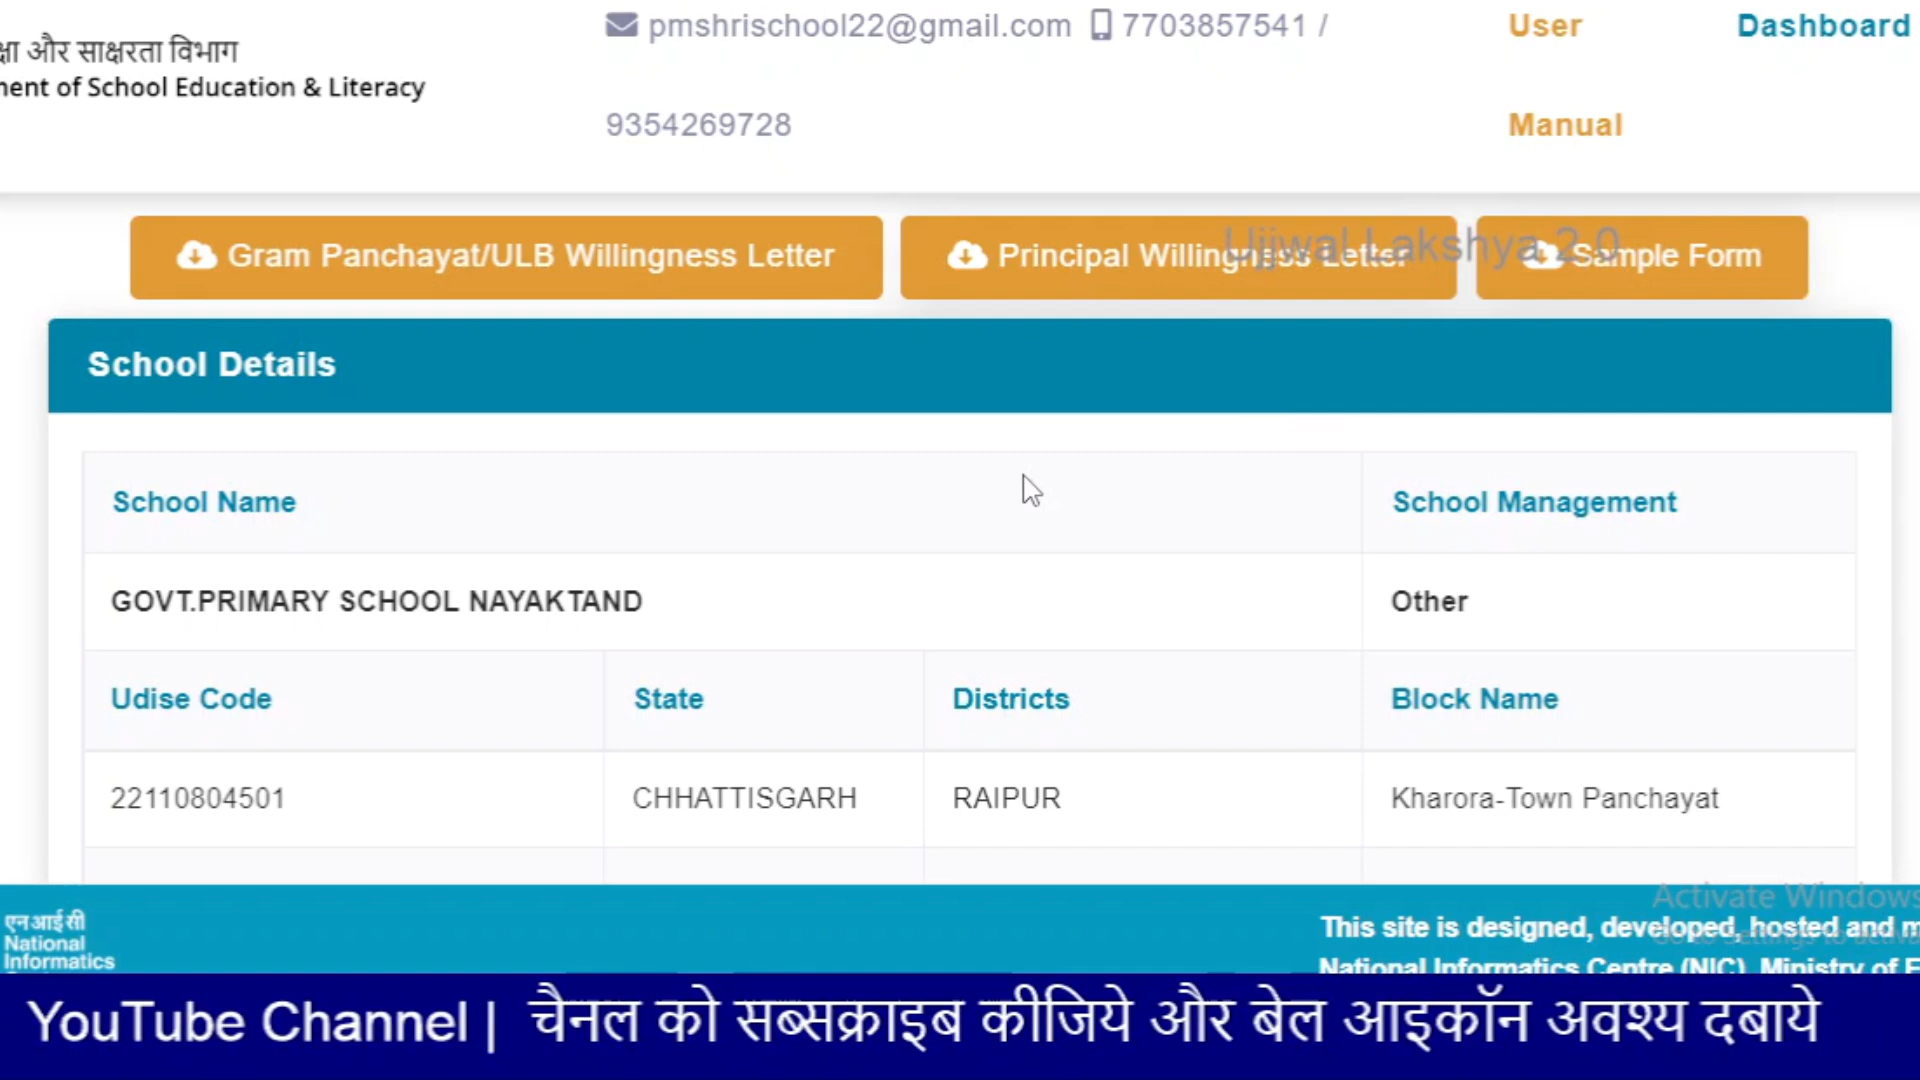 pmshrischool22@gmail.com 7703857541 /
9354269728
User
Manual
Dashboard
और साक्षरता विभाग
of School Education & Literacy
Gram Panchayat/ULB Willingness Letter
Principal Willingness Letter
Sample Form
Ujjwal Lakshya 2.0
School Details
School Name
School Management
GOVT.PRIMARY SCHOOL NAYAKTAND
Other
Udise Code
State
Districts
Block Name
22110804501
CHHATTISGARH
RAIPUR
Kharora-Town Panchayat
Activate Windows
एनआईसी
National
Informatics
This site is designed, developed, hosted and
National Informatics Centre (NIC), Ministry of
YouTube Channel | चैनल को सब्सक्राइब कीजिये और बेल आइकॉन अवश्य दबाये